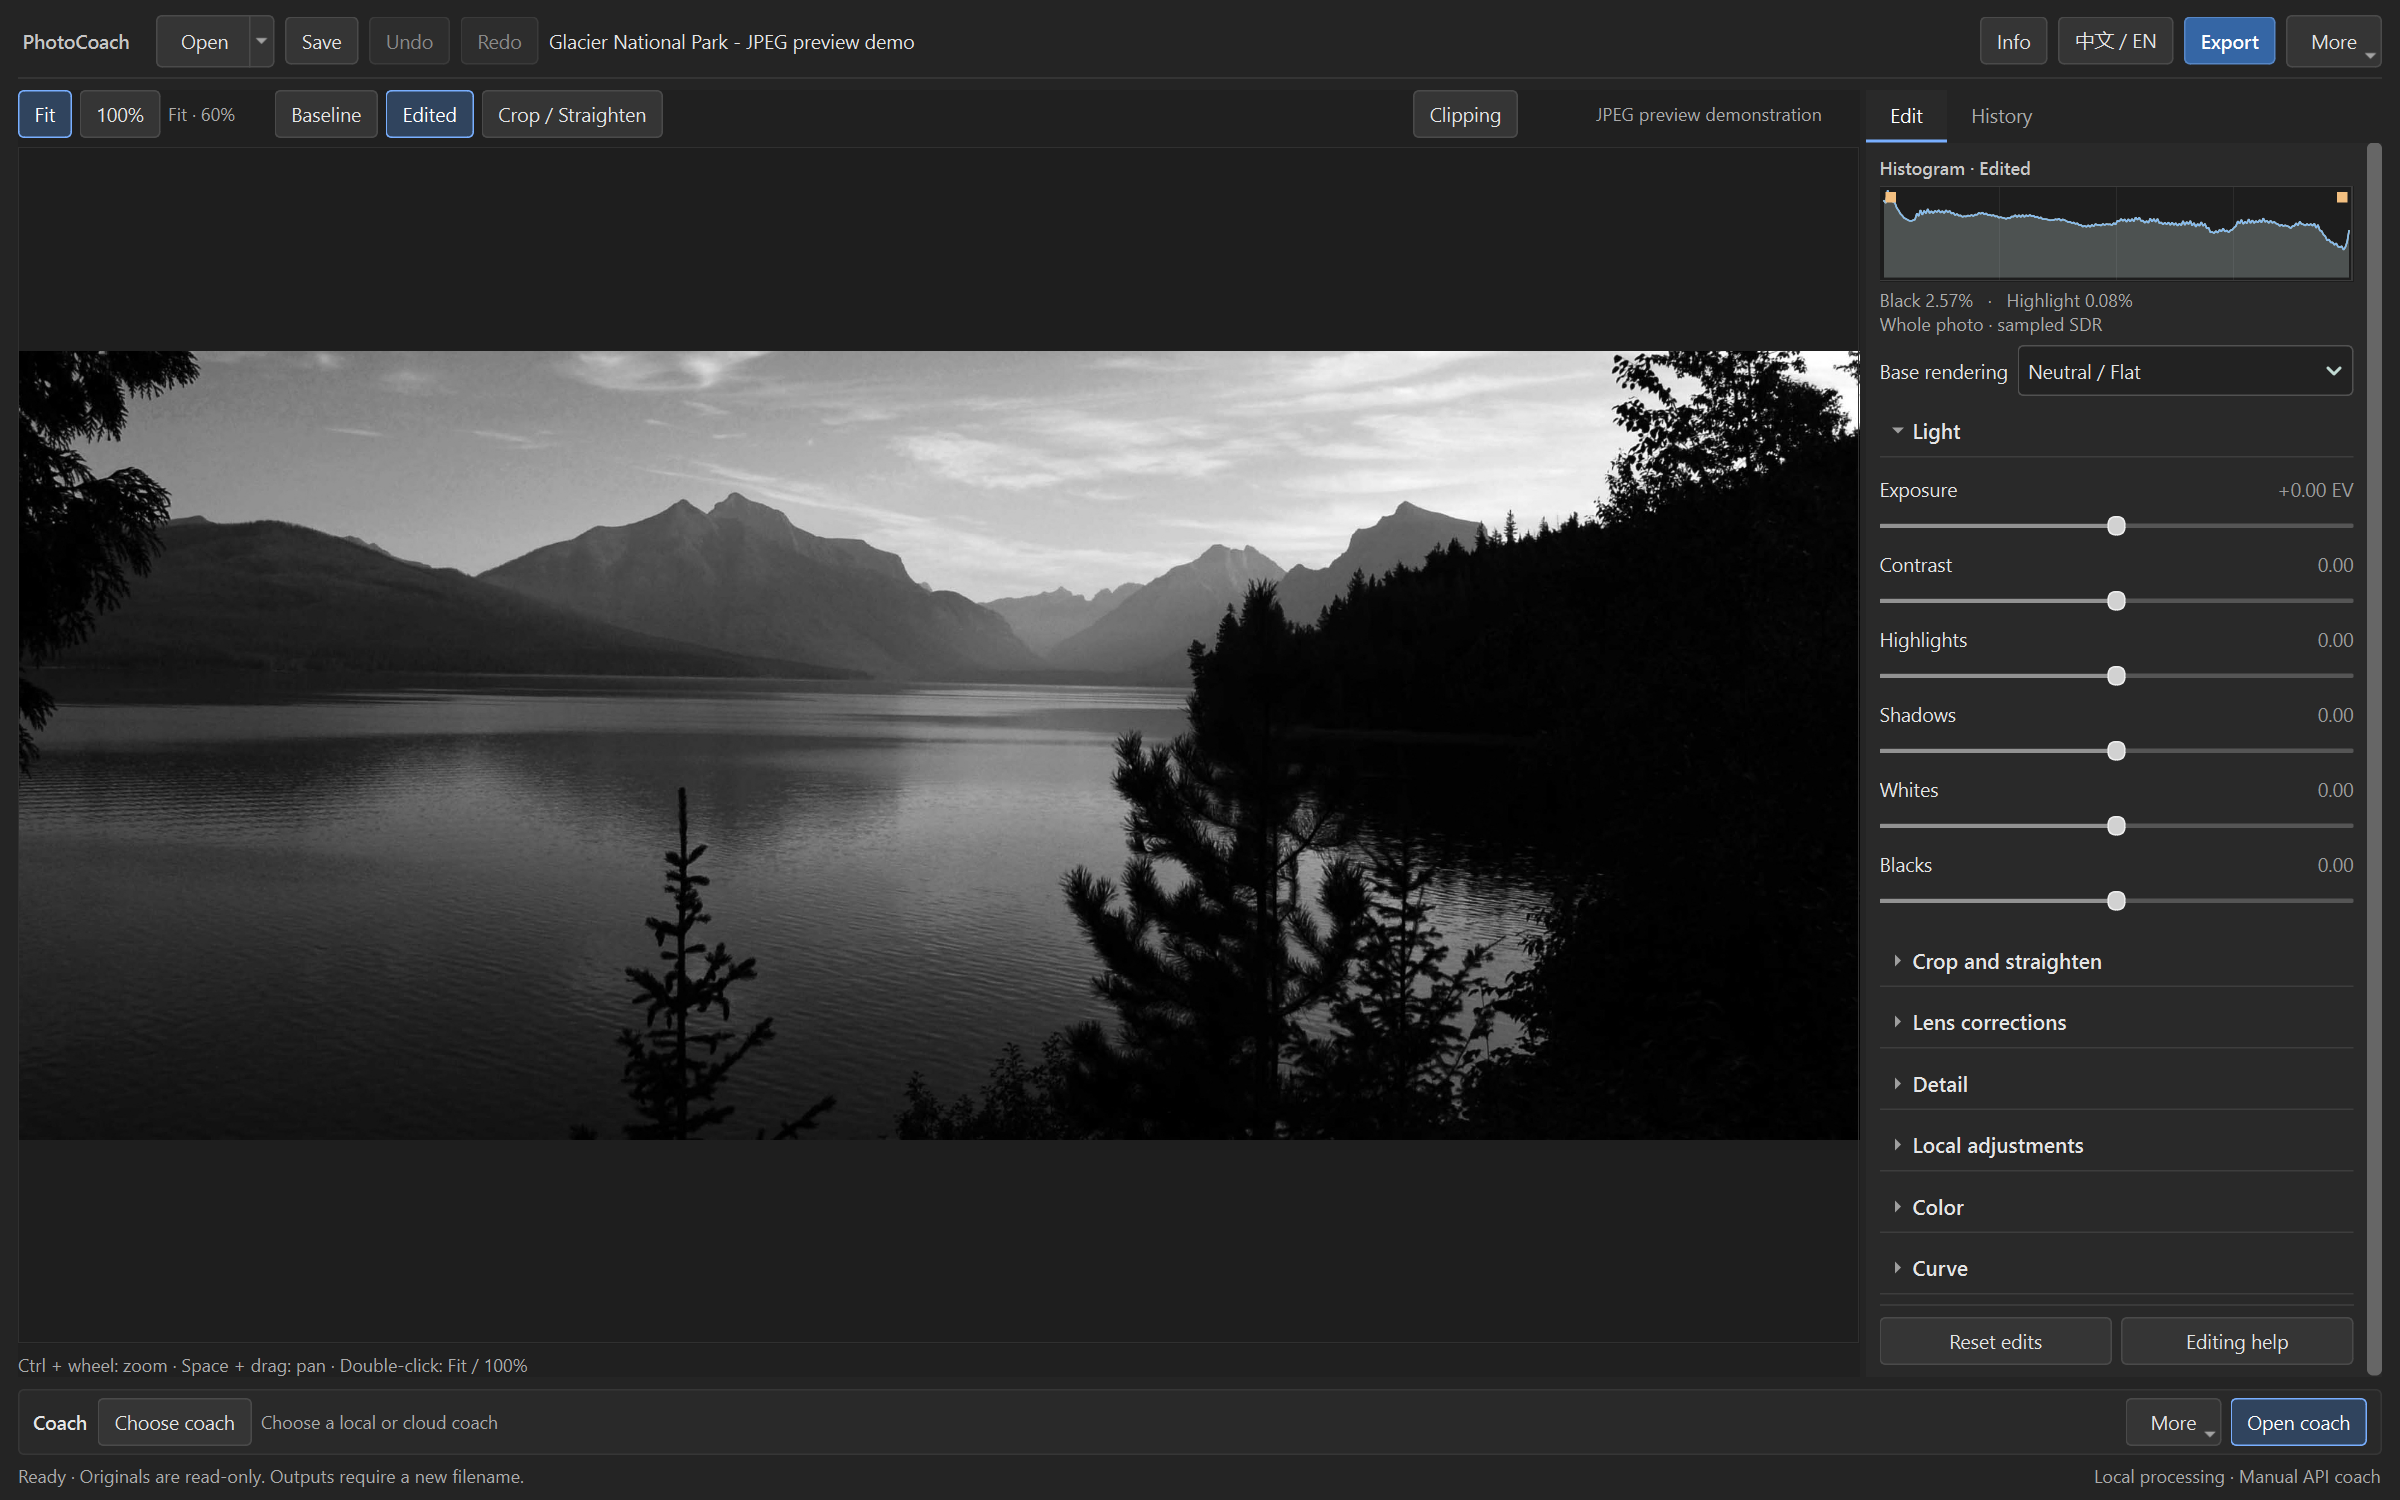 PhotoCoach Open Save Undo Redo Glacier National Park - JPEG preview demo Info 中文 / EN Export More
Fit 100% Fit · 60% Baseline Edited Crop / Straighten Clipping JPEG preview demonstration
Edit History
Histogram · Edited
Black 2.57% · Highlight 0.08%
Whole photo · sampled SDR
Base rendering Neutral / Flat
Light
Exposure +0.00 EV
Contrast 0.00
Highlights 0.00
Shadows 0.00
Whites 0.00
Blacks 0.00
Crop and straighten
Lens corrections
Detail
Local adjustments
Color
Curve
Reset edits Editing help
Ctrl + wheel: zoom · Space + drag: pan · Double-click: Fit / 100%
Coach Choose coach Choose a local or cloud coach More Open coach
Ready · Originals are read-only. Outputs require a new filename. Local processing · Manual API coach